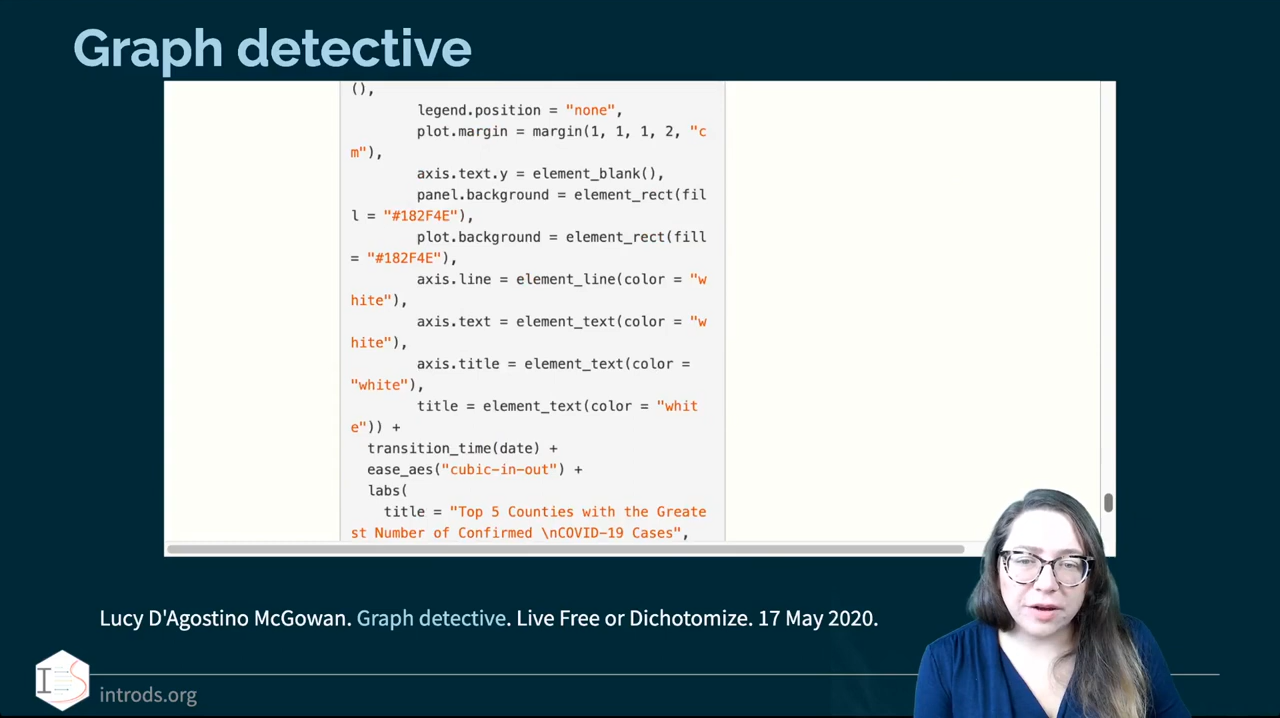 Graph detective
(),
legend.position = "none",
plot.margin = margin(1, 1, 1, 2, "c
m"),
axis.text.y = element_blank(),
panel.background = element_rect(fil
l = "#182F4E"),
plot.background = element_rect(fill
= "#182F4E"),
axis.line = element_line(color = "w
hite"),
axis.text = element_text(color = "w
hite"),
axis.title = element_text(color =
"white"),
title = element_text(color = "whit
e")) +
transition_time(date) +
ease_aes("cubic-in-out") +
labs(
title = "Top 5 Counties with the Greate
st Number of Confirmed \nCOVID-19 Cases",
Lucy D'Agostino McGowan. Graph detective. Live Free or Dichotomize. 17 May 2020.
IS
introds.org